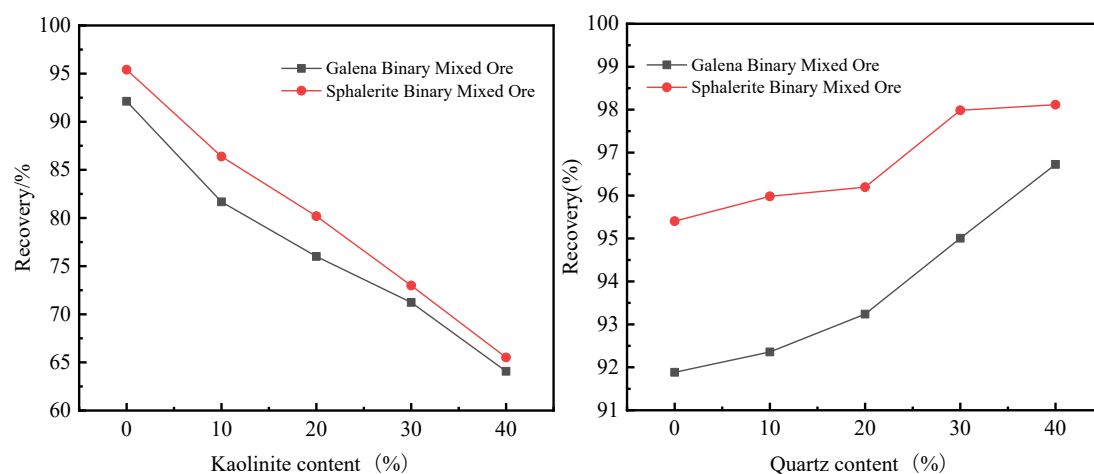 100
95
90
85
80
75
70
65
60
Recovery/%
Galena Binary Mixed Ore
Sphalerite Binary Mixed Ore
0 10 20 30 40
Kaolinite content（%）
100
99
98
97
96
95
94
93
92
91
Recovery(%)
Galena Binary Mixed Ore
Sphalerite Binary Mixed Ore
0 10 20 30 40
Quartz content（%）